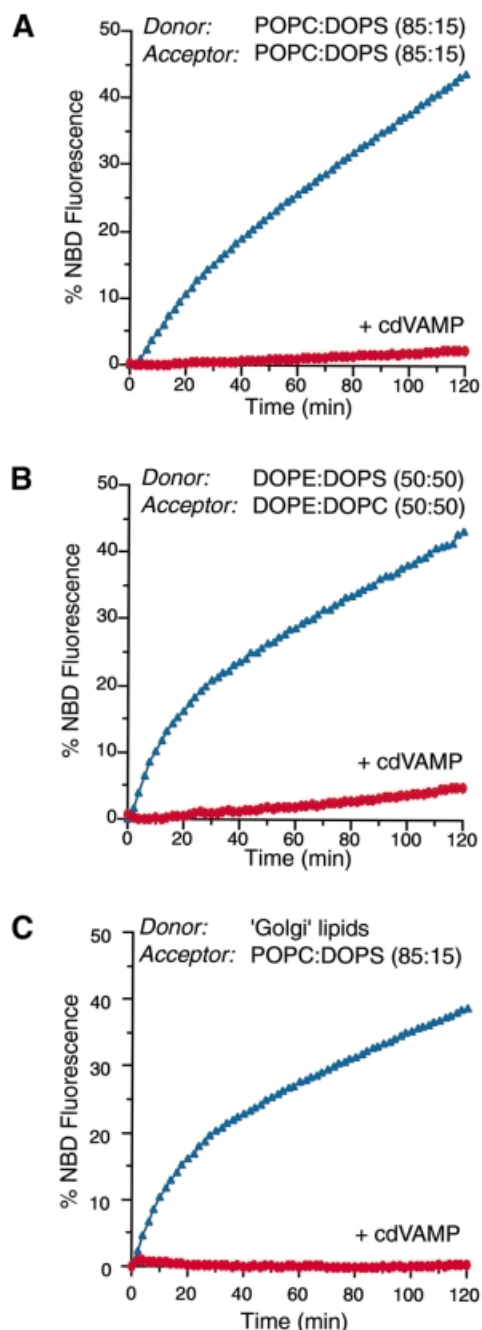 A
Donor: POPC:DOPS (85:15)
Acceptor: POPC:DOPS (85:15)
50
40
30
20
10
0
% NBD Fluorescence
+ cdVAMP
0 20 40 60 80 100 120
Time (min)
B
Donor: DOPE:DOPS (50:50)
Acceptor: DOPE:DOPC (50:50)
50
40
30
20
10
0
% NBD Fluorescence
+ cdVAMP
0 20 40 60 80 100 120
Time (min)
C
Donor: 'Golgi' lipids
Acceptor: POPC:DOPS (85:15)
50
40
30
20
10
0
% NBD Fluorescence
+ cdVAMP
0 20 40 60 80 100 120
Time (min)